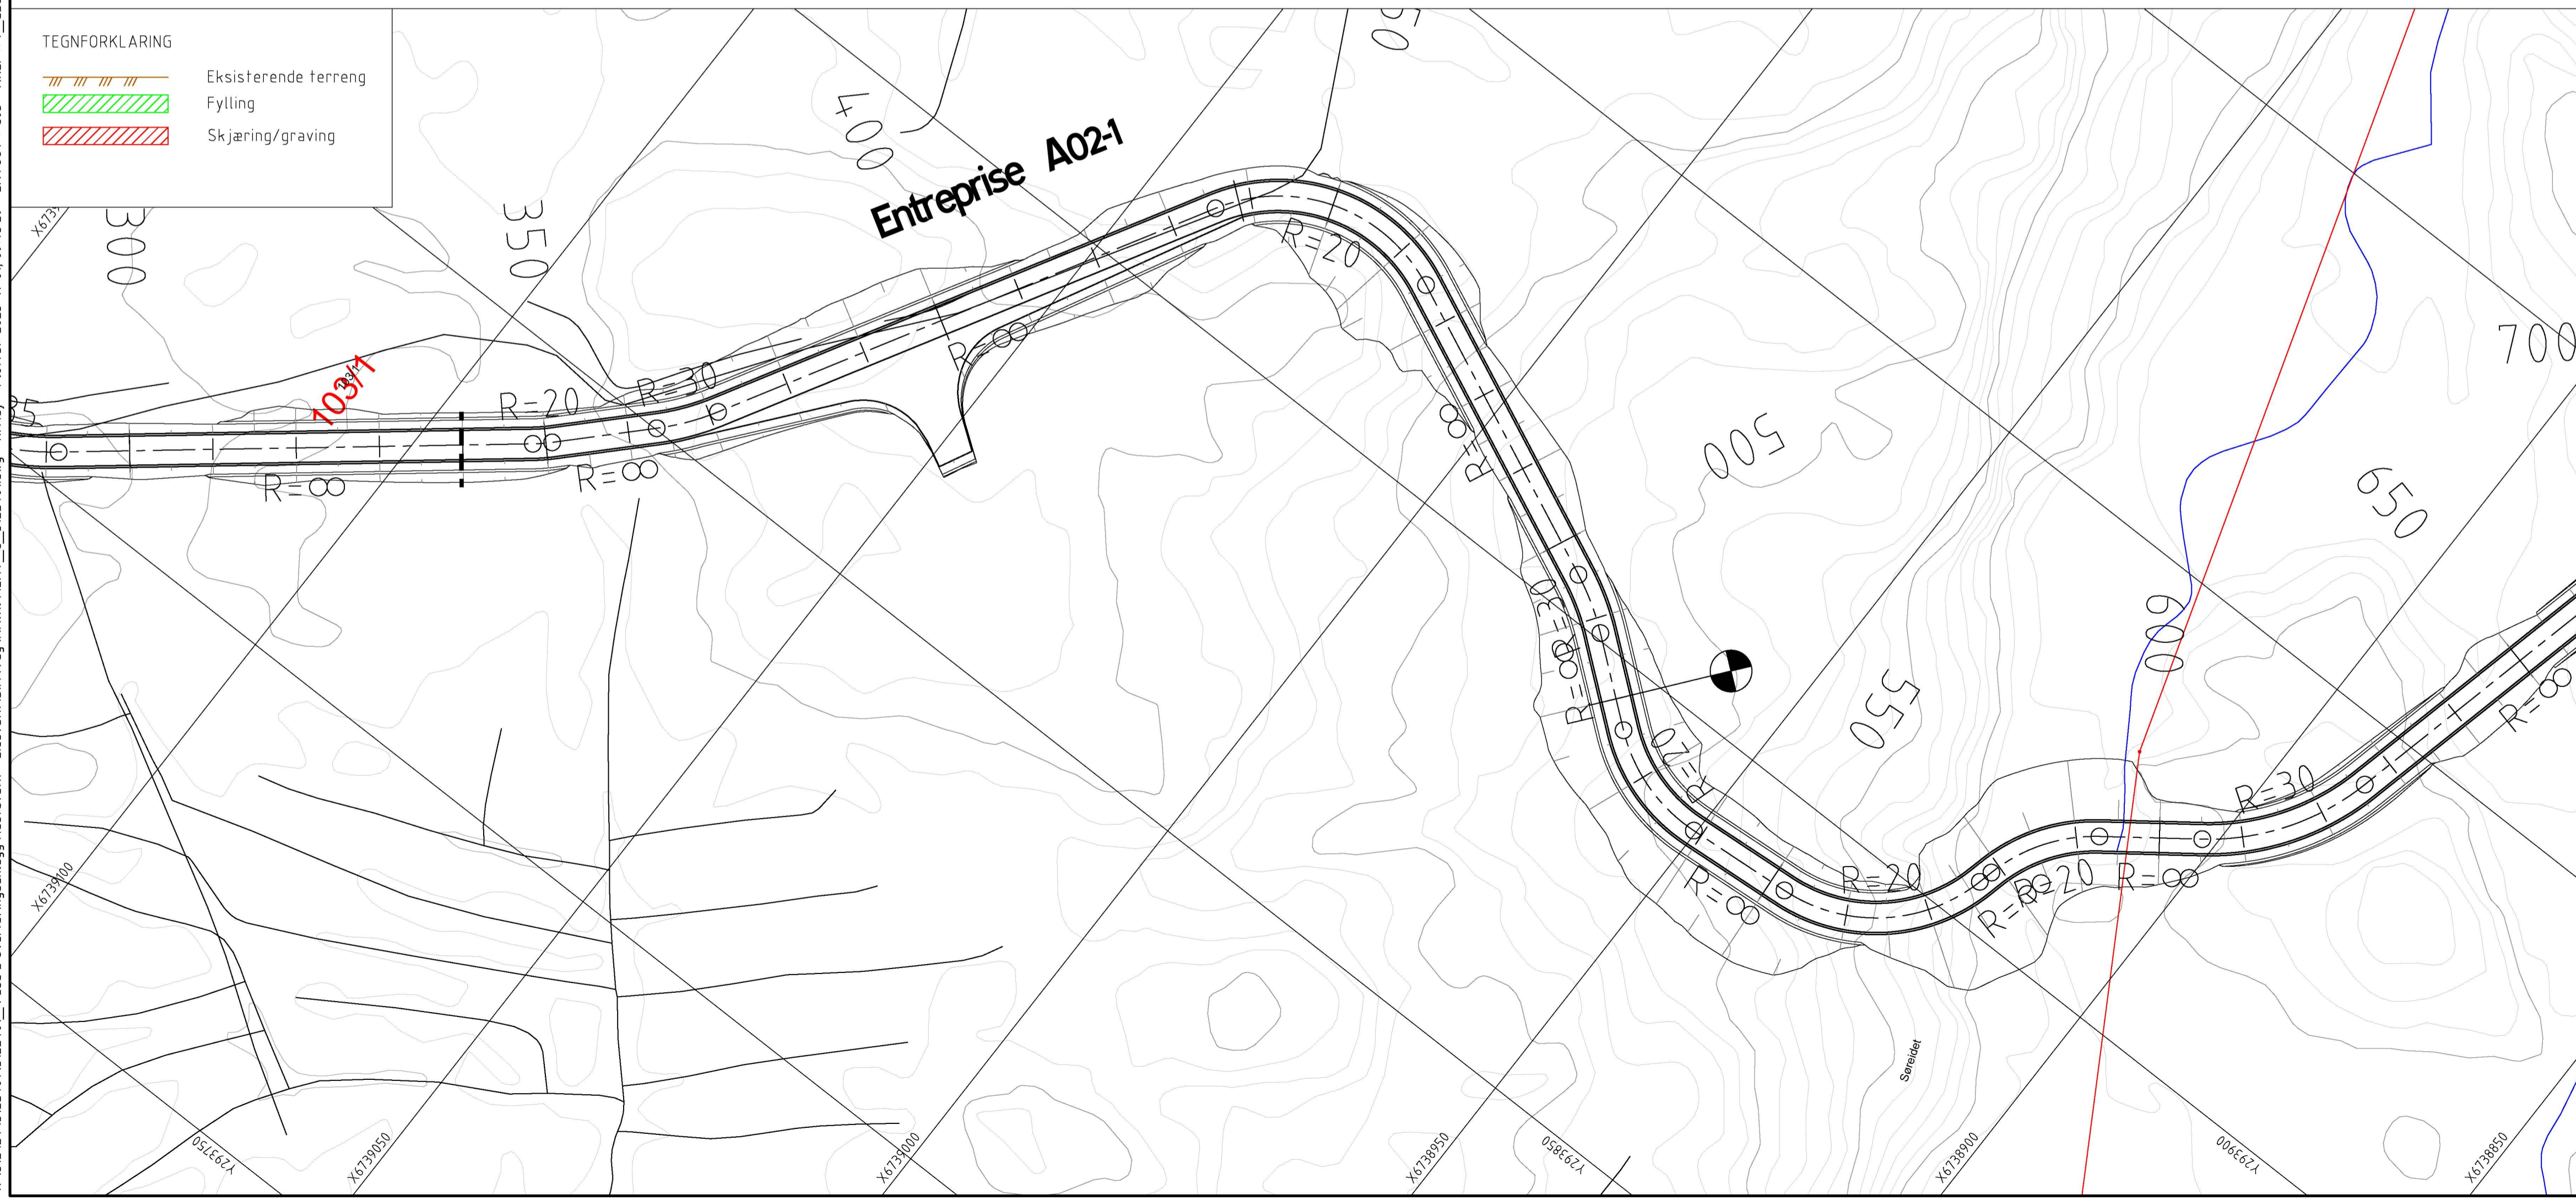 TEGNFORKLARING
Eksisterende terreng
Fylling
Skjæring/graving
300
350
400
Entreprise A02-1
103/1
R=20
R=30
R=∞
R=∞
R=∞
R=20
R=∞
R=30
R=∞
R=20
R=∞
R=20
R=∞
R=20
R=∞
R=30
R=∞
500
550
600
650
700
Søreidet
X6739100
Y293750
X6739050
X6739000
X6738950
Y293850
X6738900
Y293900
X6738850